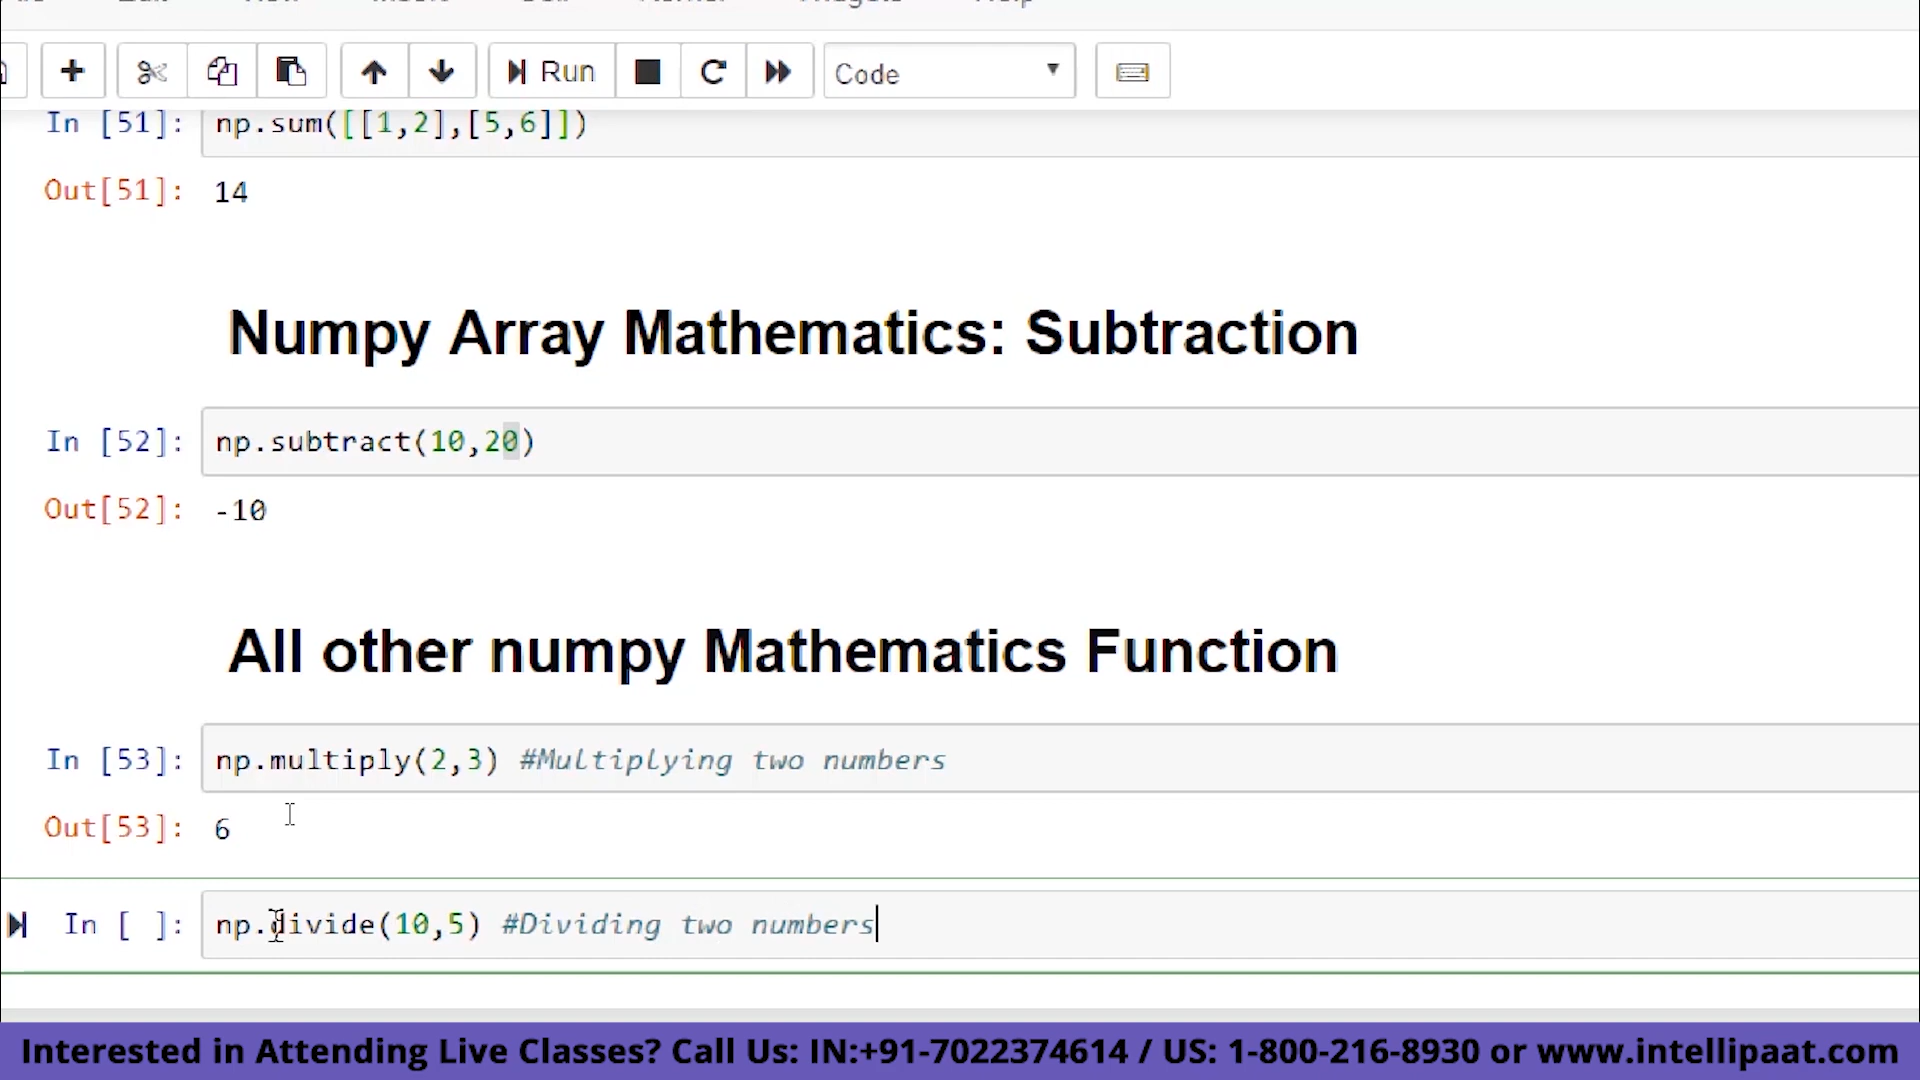 Run Code
In [51]: np.sum([[1,2],[5,6]])
Out[51]: 14
Numpy Array Mathematics: Subtraction
In [52]: np.subtract(10,20)
Out[52]: -10
All other numpy Mathematics Function
In [53]: np.multiply(2,3) #Multiplying two numbers
Out[53]: 6
In [ ]: np.divide(10,5) #Dividing two numbers
Interested in Attending Live Classes? Call Us: IN:+91-7022374614 / US: 1-800-216-8930 or www.intellipaat.com